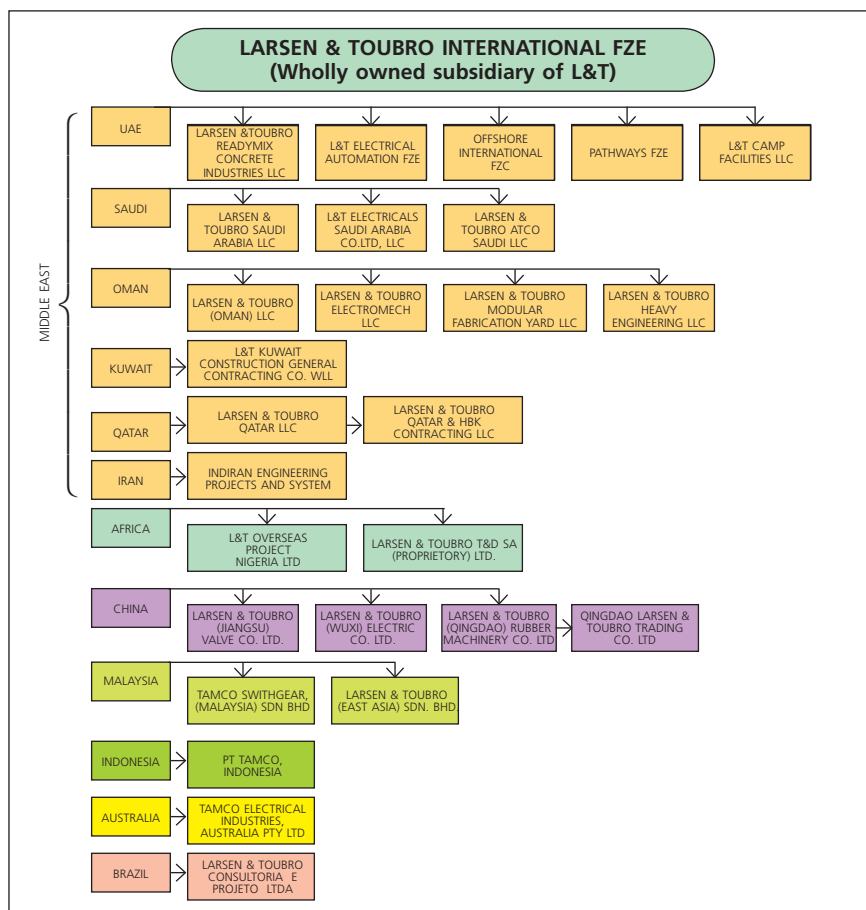 LARSEN & TOUBRO INTERNATIONAL FZE
(Wholly owned subsidiary of L&T)
MIDDLE EAST
UAE
LARSEN &TOUBRO
READYMIX
CONCRETE
INDUSTRIES LLC
L&T ELECTRICAL
AUTOMATION FZE
OFFSHORE
INTERNATIONAL
FZC
PATHWAYS FZE
L&T CAMP
FACILITIES LLC
SAUDI
LARSEN &
TOUBRO SAUDI
ARABIA LLC
L&T ELECTRICALS
SAUDI ARABIA
CO.LTD, LLC
LARSEN &
TOUBRO ATCO
SAUDI LLC
OMAN
LARSEN & TOUBRO
(OMAN) LLC
LARSEN & TOUBRO
ELECTROMECH
LLC
LARSEN & TOUBRO
MODULAR
FABRICATION YARD LLC
LARSEN & TOUBRO
HEAVY
ENGINEERING LLC
KUWAIT
L&T KUWAIT
CONSTRUCTION GENERAL
CONTRACTING CO. WLL
QATAR
LARSEN & TOUBRO
QATAR LLC
LARSEN & TOUBRO
QATAR & HBK
CONTRACTING LLC
IRAN
INDIRAN ENGINEERING
PROJECTS AND SYSTEM
AFRICA
L&T OVERSEAS
PROJECT
NIGERIA LTD
LARSEN & TOUBRO T&D SA
(PROPRIETORY) LTD.
CHINA
LARSEN & TOUBRO
(JIANGSU)
VALVE CO. LTD.
LARSEN & TOUBRO
(WUXI) ELECTRIC
CO. LTD.
LARSEN & TOUBRO
(QINGDAO) RUBBER
MACHINERY CO. LTD
QINGDAO LARSEN &
TOUBRO TRADING
CO. LTD
MALAYSIA
TAMCO SWITHGEAR,
(MALAYSIA) SDN BHD
LARSEN & TOUBRO
(EAST ASIA) SDN. BHD.
INDONESIA
PT TAMCO,
INDONESIA
AUSTRALIA
TAMCO ELECTRICAL
INDUSTRIES,
AUSTRALIA PTY LTD
BRAZIL
LARSEN & TOUBRO
CONSULTORIA E
PROJETO LTDA